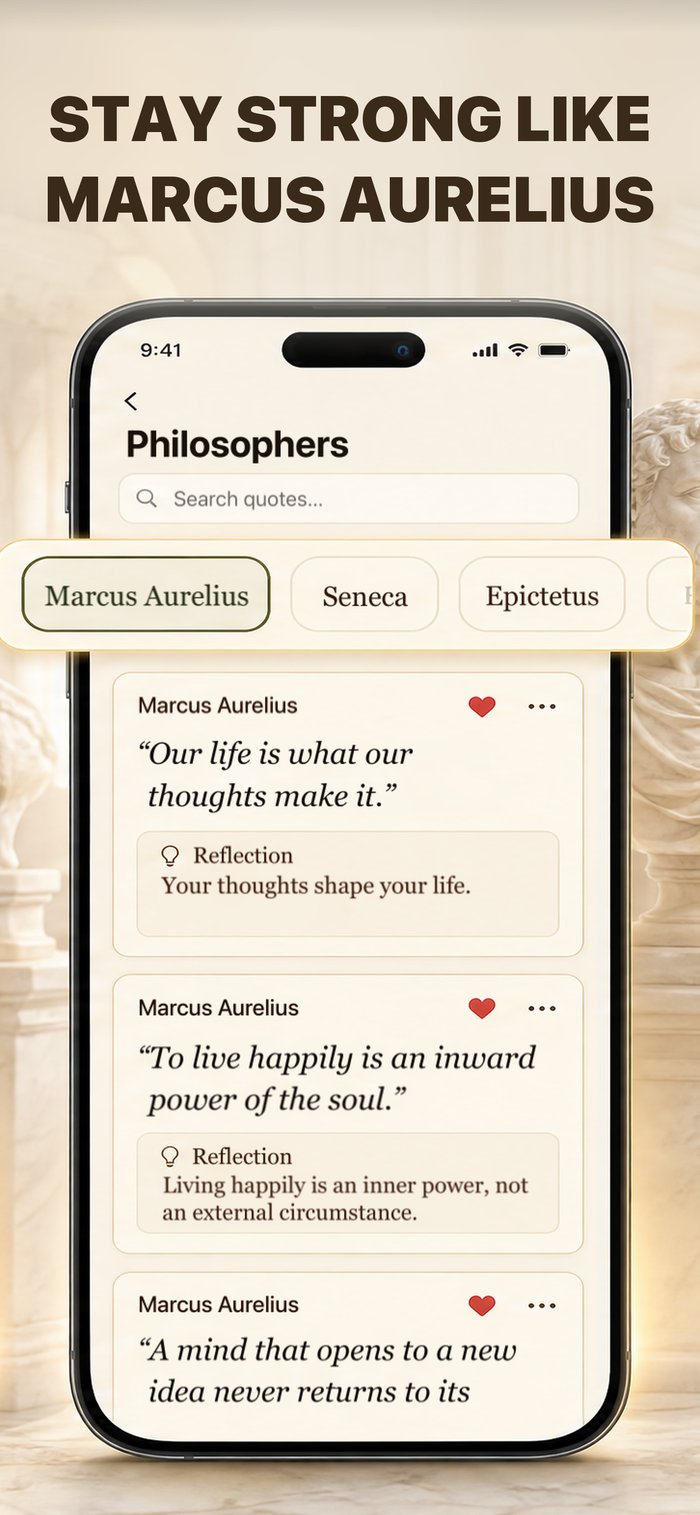 STAY STRONG LIKE
MARCUS AURELIUS
9:41
Philosophers
Search quotes...
Marcus Aurelius
Seneca
Epictetus
Marcus Aurelius
“Our life is what our
thoughts make it.”
Reflection
Your thoughts shape your life.
Marcus Aurelius
“To live happily is an inward
power of the soul.”
Reflection
Living happily is an inner power, not
an external circumstance.
Marcus Aurelius
“A mind that opens to a new
idea never returns to its